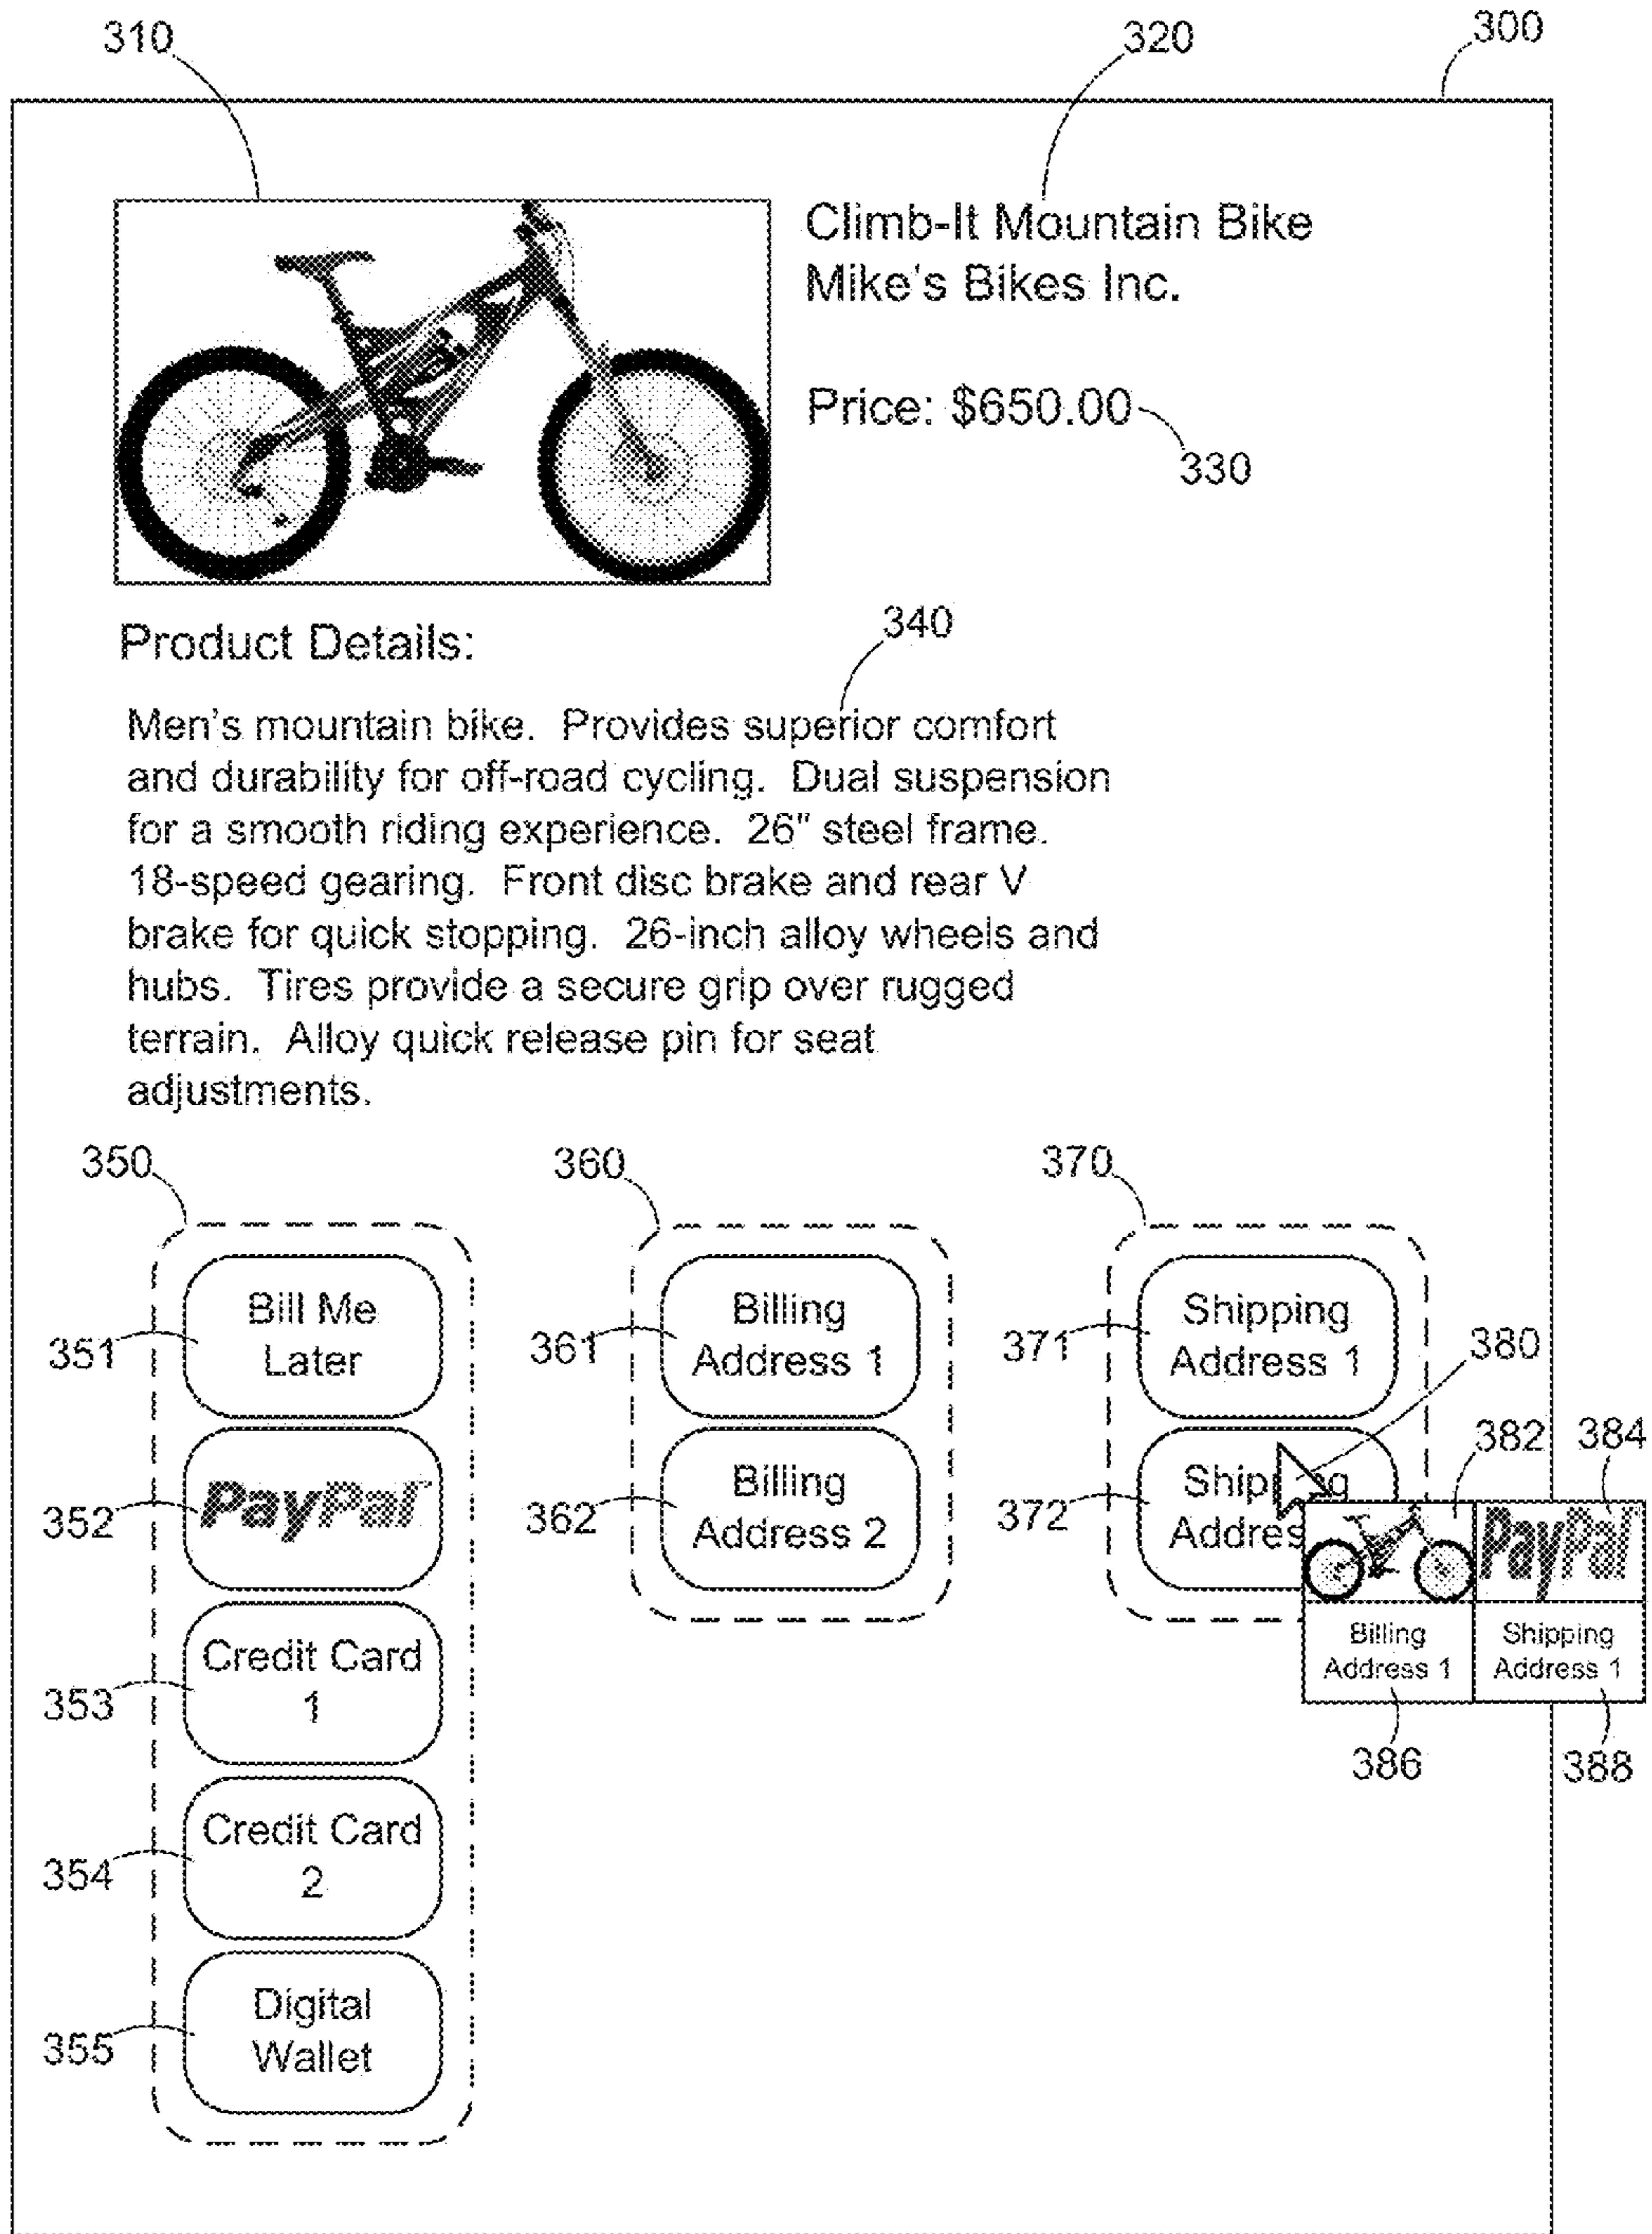 310
320
300
Climb-It Mountain Bike
Mike's Bikes Inc.
Price: $650.00
330
Product Details:
340
Men's mountain bike. Provides superior comfort
and durability for off-road cycling. Dual suspension
for a smooth riding experience. 26" steel frame.
18-speed gearing. Front disc brake and rear V
brake for quick stopping. 26-inch alloy wheels and
hubs. Tires provide a secure grip over rugged
terrain. Alloy quick release pin for seat
adjustments.
350
360
370
351
Bill Me
Later
352
PayPal
353
Credit Card
1
354
Credit Card
2
355
Digital
Wallet
361
Billing
Address 1
362
Billing
Address 2
371
Shipping
Address 1
372
Shipping
Addres
380
382
384
PayPal
Billing
Address 1
Shipping
Address 1
386
388